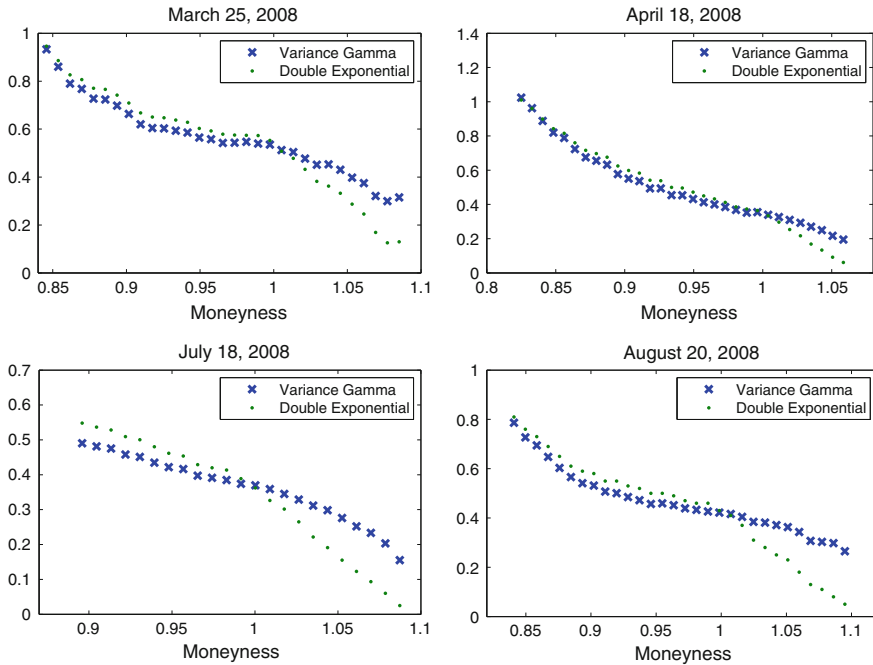 March 25, 2008
Variance Gamma
Double Exponential
1
0.8
0.6
0.4
0.2
0
0.85 0.9 0.95 1 1.05 1.1
Moneyness
April 18, 2008
Variance Gamma
Double Exponential
1.4
1.2
1
0.8
0.6
0.4
0.2
0
0.8 0.85 0.9 0.95 1 1.05
Moneyness
July 18, 2008
Variance Gamma
Double Exponential
0.7
0.6
0.5
0.4
0.3
0.2
0.1
0
0.9 0.95 1 1.05 1.1
Moneyness
August 20, 2008
Variance Gamma
Double Exponential
1
0.8
0.6
0.4
0.2
0
0.85 0.9 0.95 1 1.05 1.1
Moneyness